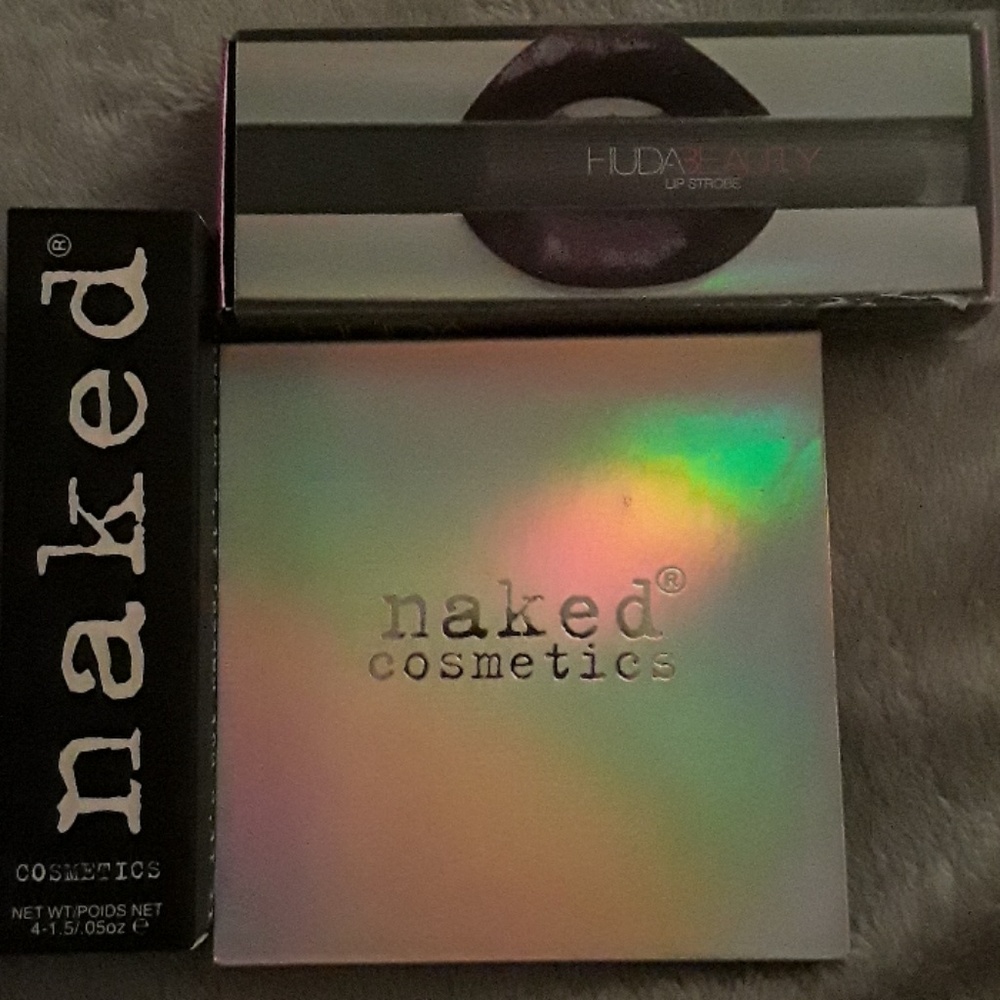 HUDABEAUTY
LIP STROBE
naked®
COSMETICS
NET WT/POIDS NET
4-1.5/.05oz ℮
naked®
cosmetics